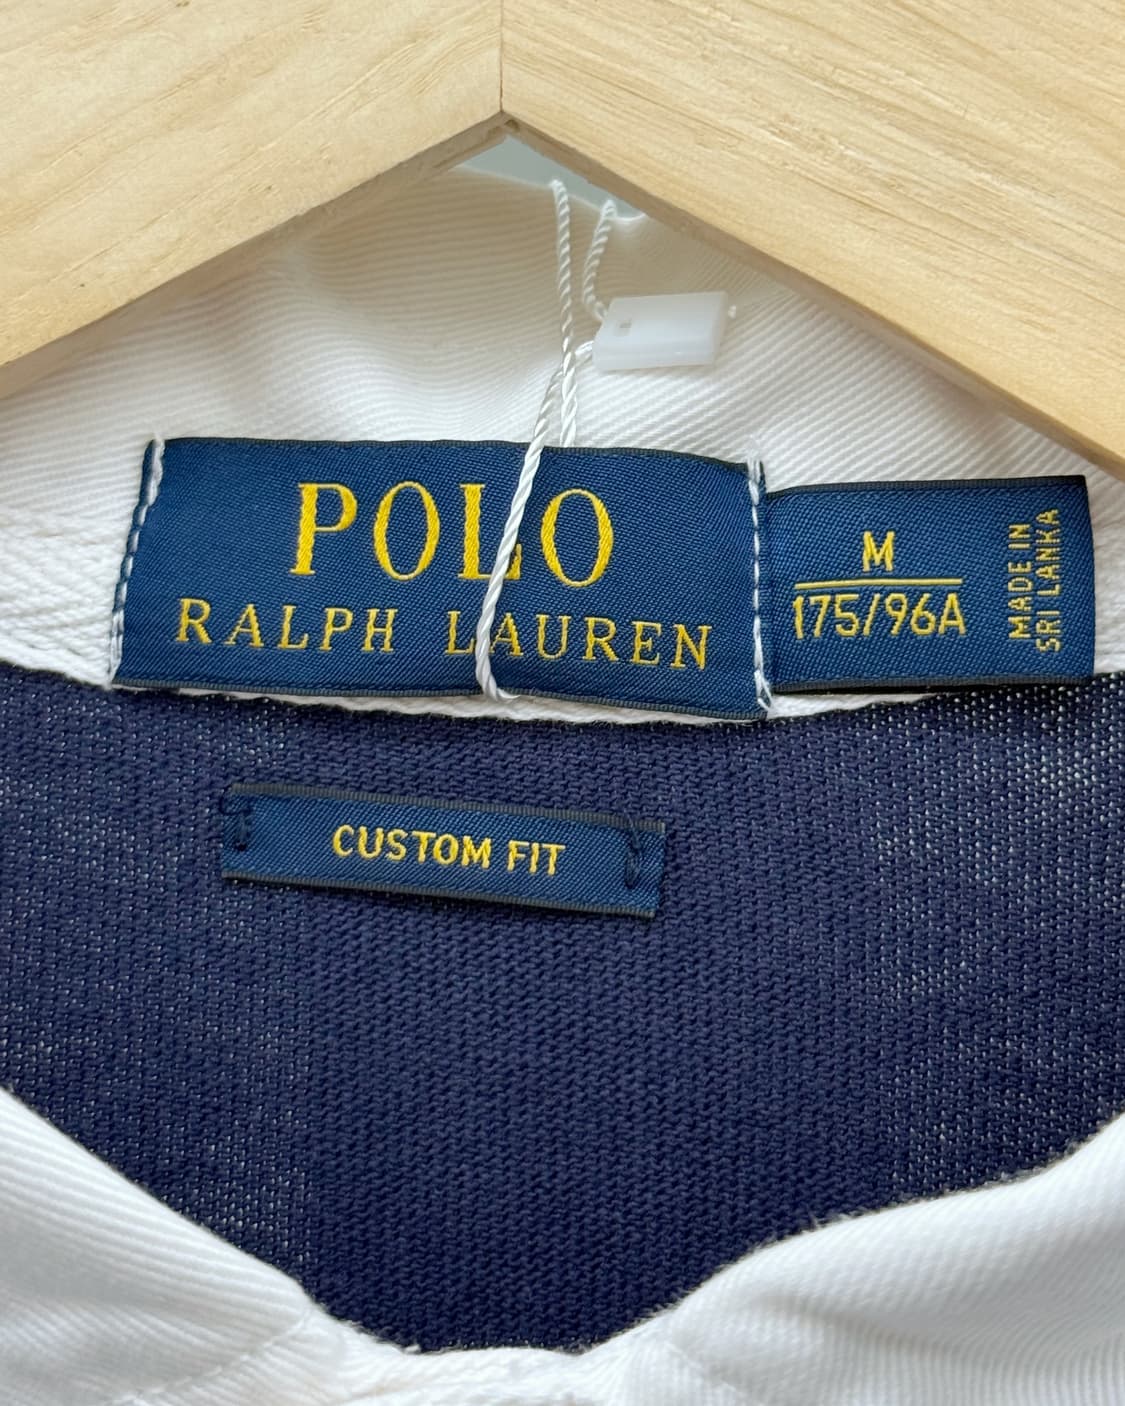 POLO
RALPH LAUREN
M
175/96A
MADE IN
SRI LANKA
CUSTOM FIT